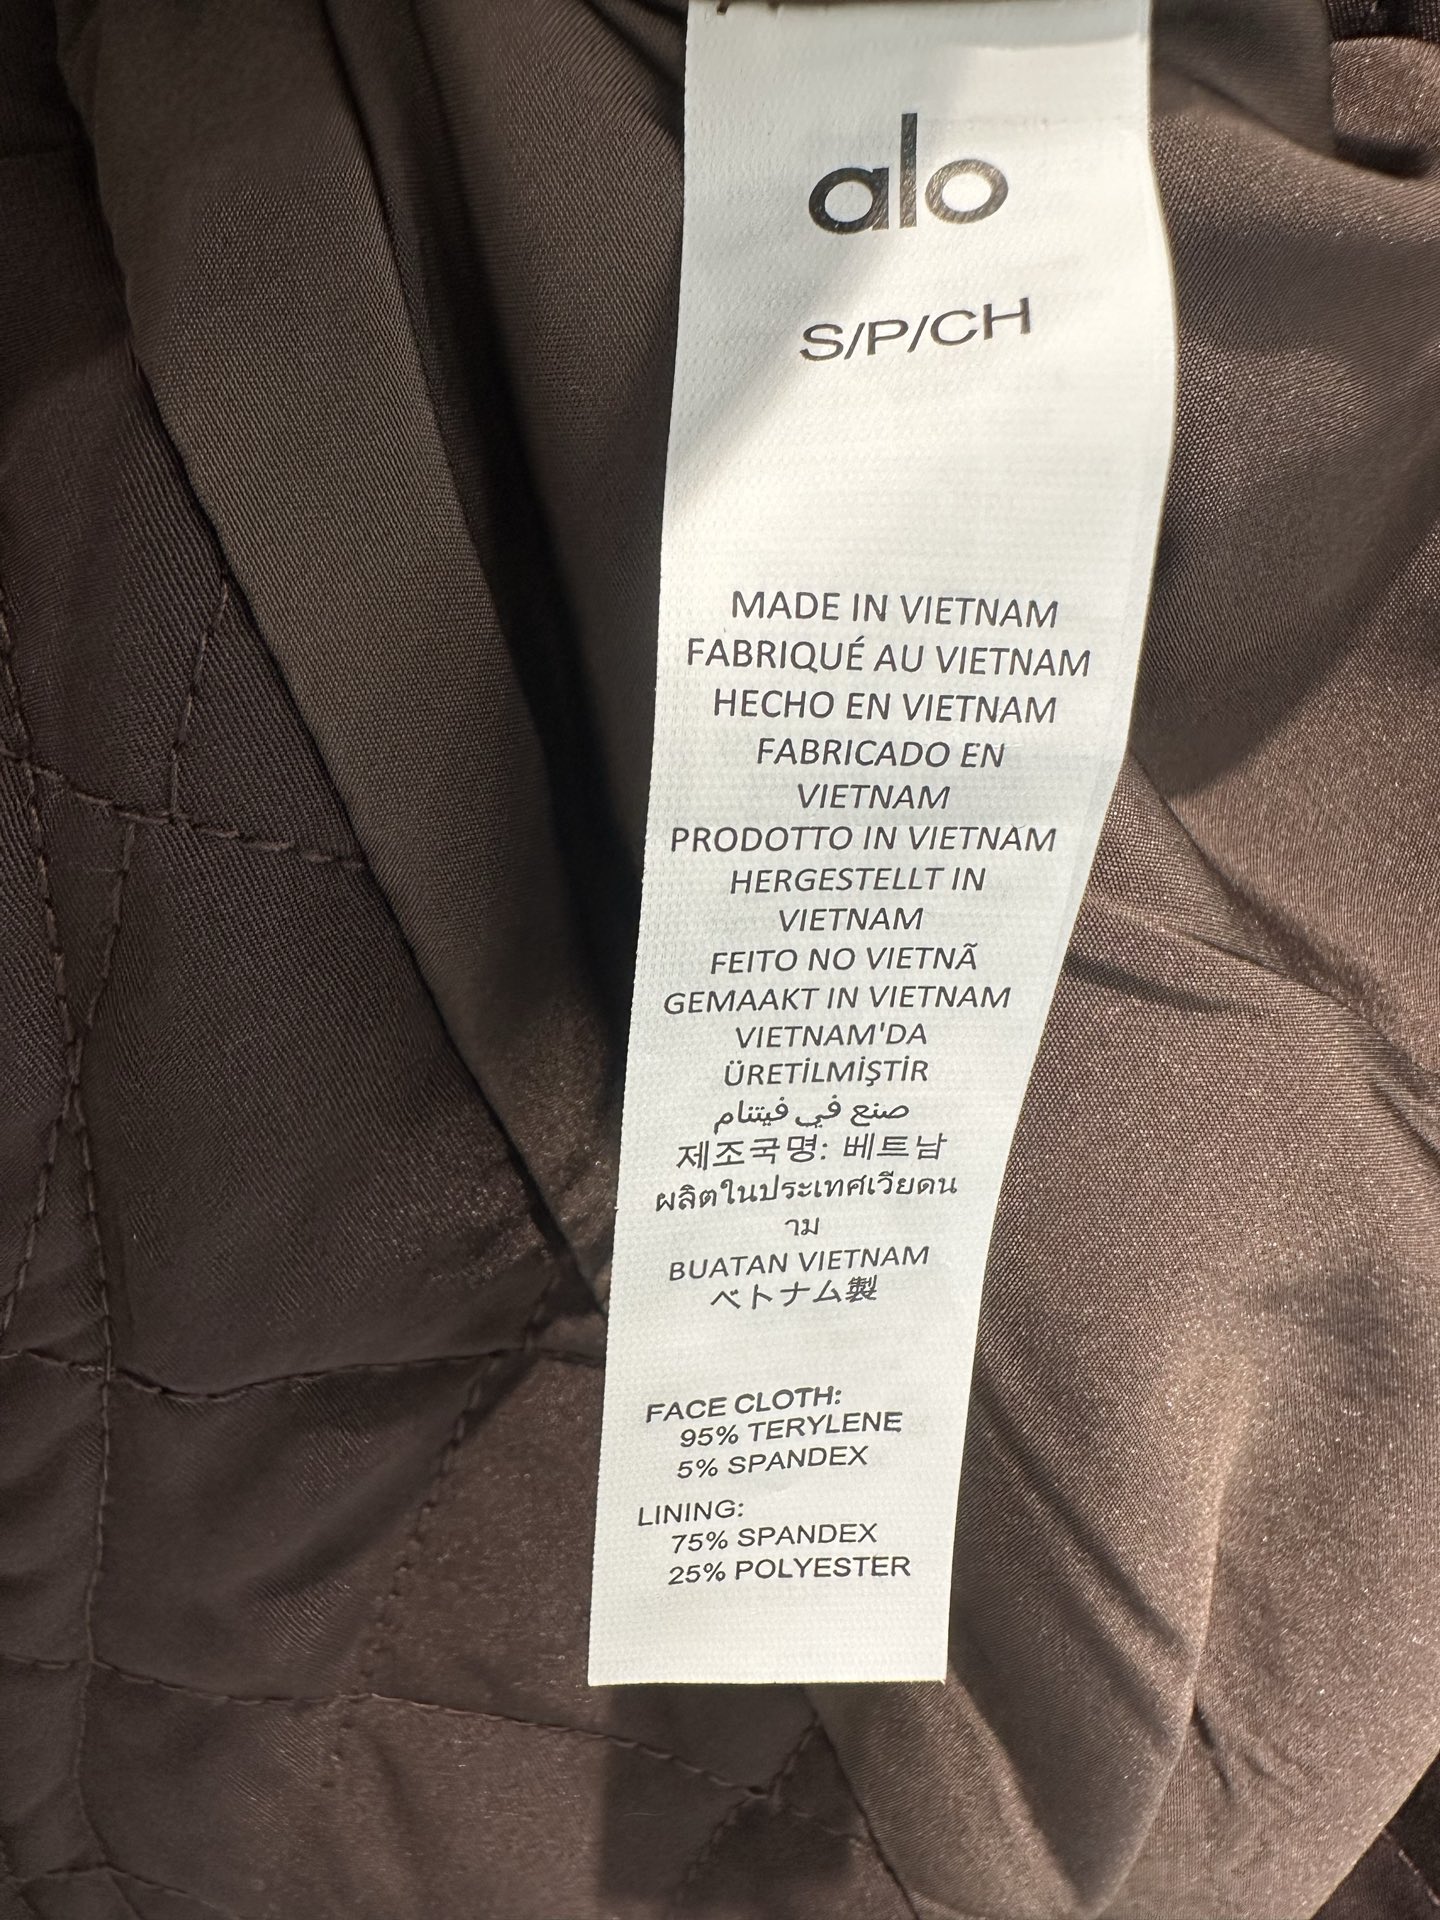 alo
S/P/CH
MADE IN VIETNAM
FABRIQUÉ AU VIETNAM
HECHO EN VIETNAM
FABRICADO EN
VIETNAM
PRODOTTO IN VIETNAM
HERGESTELLT IN
VIETNAM
FEITO NO VIETNÃ
GEMAAKT IN VIETNAM
VIETNAM'DA
ÜRETİLMİŞTİR
صنع في فيتنام
제조국명: 베트남
ผลิตในประเทศเวียดน
าม
BUATAN VIETNAM
ベトナム製
FACE CLOTH:
95% TERYLENE
5% SPANDEX
LINING:
75% SPANDEX
25% POLYESTER